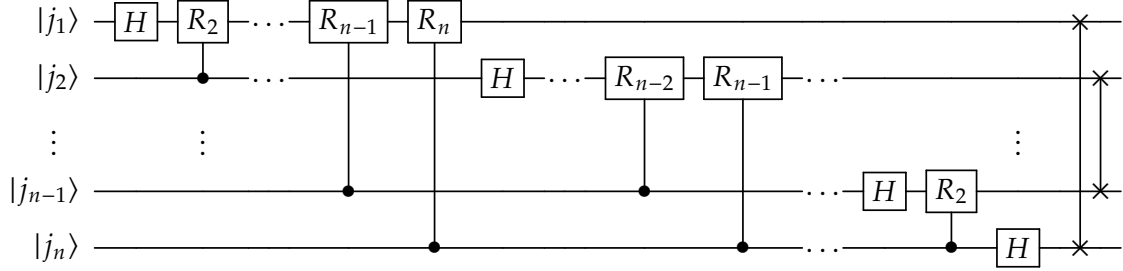 |j₁⟩ H R₂ ... Rₙ₋₁ Rₙ
|j₂⟩ ... H ... Rₙ₋₂ Rₙ₋₁ ...
⋮ ⋮ ⋮
|jₙ₋₁⟩ ... H R₂
|jₙ⟩ ... H